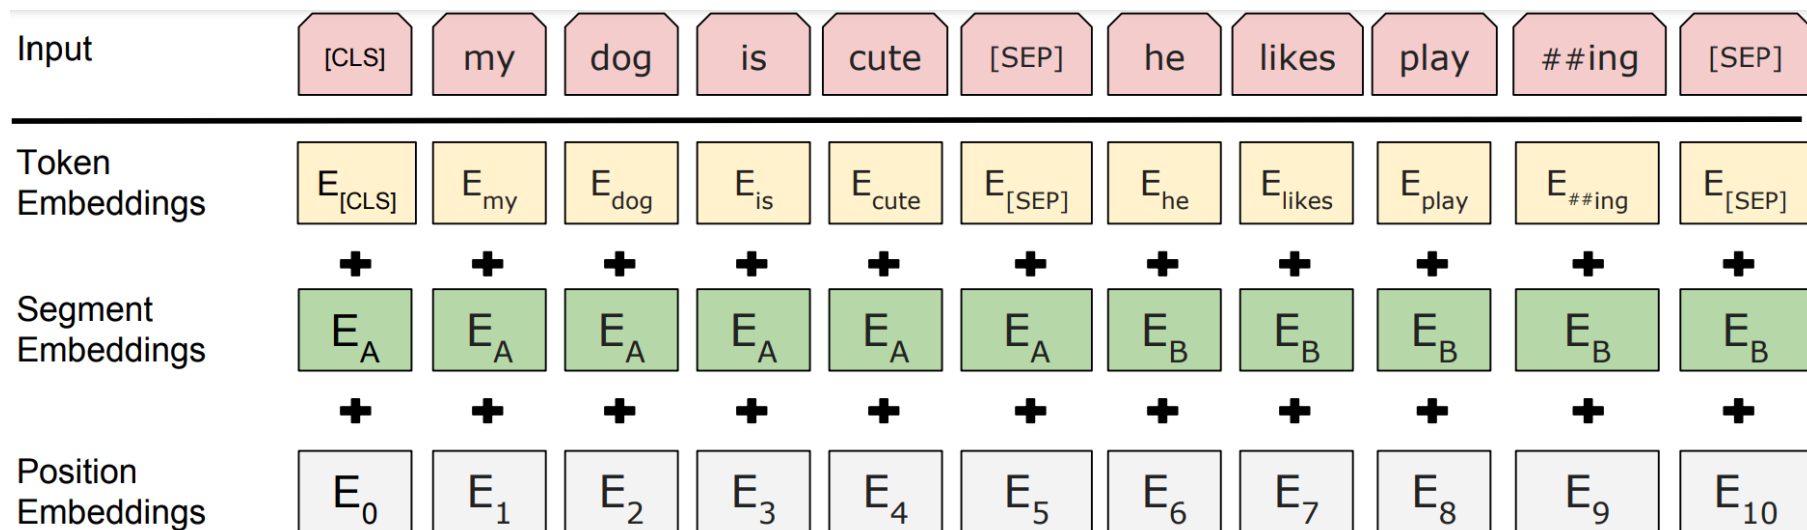 Input [CLS] my dog is cute [SEP] he likes play ##ing [SEP]
Token Embeddings E[CLS] Emy Edog Eis Ecute E[SEP] Ehe Elikes Eplay E##ing E[SEP]
+ + + + + + + + + + +
Segment Embeddings EA EA EA EA EA EA EB EB EB EB EB
+ + + + + + + + + + +
Position Embeddings E0 E1 E2 E3 E4 E5 E6 E7 E8 E9 E10